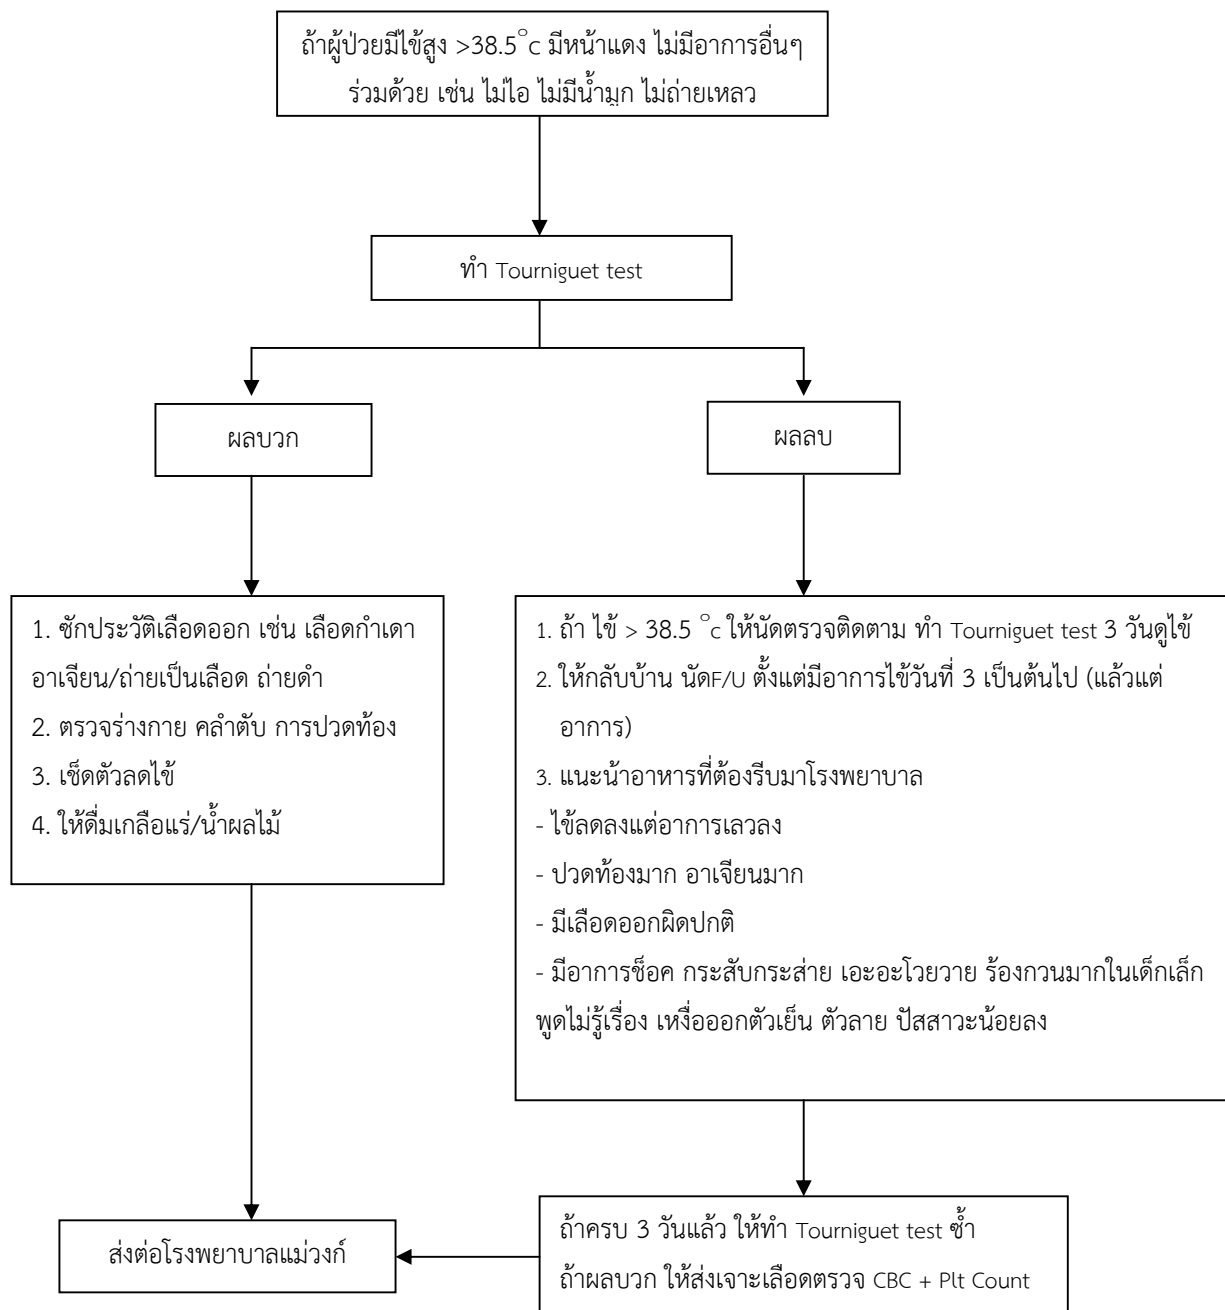 ถ้าผู้ป่วยมีไข้สูง >38.5°c มีหน้าแดง ไม่มีอาการอื่นๆ
ร่วมด้วย เช่น ไม่ไอ ไม่มีน้ำมูก ไม่ถ่ายเหลว
ทำ Tourniguet test
ผลบวก
ผลลบ
1. ซักประวัติเลือดออก เช่น เลือดกำเดา
อาเจียน/ถ่ายเป็นเลือด ถ่ายดำ
2. ตรวจร่างกาย คลำตับ การปวดท้อง
3. เช็ดตัวลดไข้
4. ให้ดื่มเกลือแร่/น้ำผลไม้
1. ถ้า ไข้ > 38.5 °c ให้นัดตรวจติดตาม ทำ Tourniguet test 3 วันดูไข้
2. ให้กลับบ้าน นัดF/U ตั้งแต่มีอาการไข้วันที่ 3 เป็นต้นไป (แล้วแต่
อาการ)
3. แนะน้าอาหารที่ต้องรีบมาโรงพยาบาล
- ไข้ลดลงแต่อาการเลวลง
- ปวดท้องมาก อาเจียนมาก
- มีเลือดออกผิดปกติ
- มีอาการช็อค กระสับกระส่าย เอะอะโวยวาย ร้องกวนมากในเด็กเล็ก
พูดไม่รู้เรื่อง เหงื่อออกตัวเย็น ตัวลาย ปัสสาวะน้อยลง
ส่งต่อโรงพยาบาลแม่วงก์
ถ้าครบ 3 วันแล้ว ให้ทำ Tourniguet test ซ้ำ
ถ้าผลบวก ให้ส่งเจาะเลือดตรวจ CBC + Plt Count